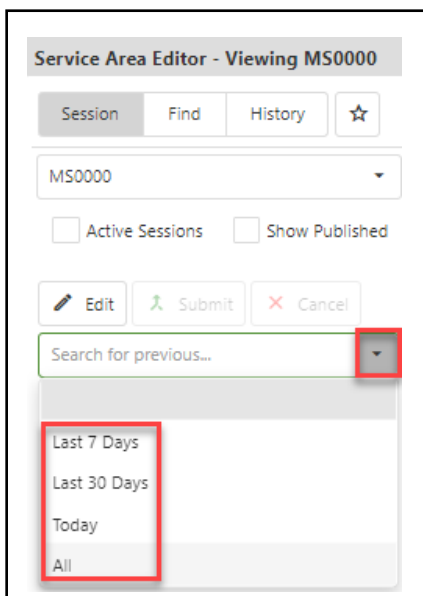 Service Area Editor - Viewing MS0000
Session Find History
MS0000
Active Sessions Show Published
Edit Submit Cancel
Search for previous...
Last 7 Days
Last 30 Days
Today
All